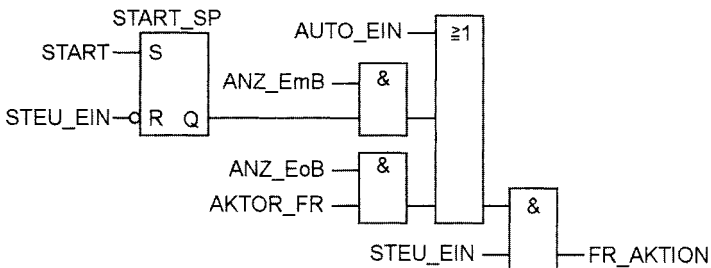 START_SP
START S
STEU_EIN R Q
AUTO_EIN ≧1
ANZ_EmB &
ANZ_EoB &
AKTOR_FR
&
STEU_EIN FR_AKTION